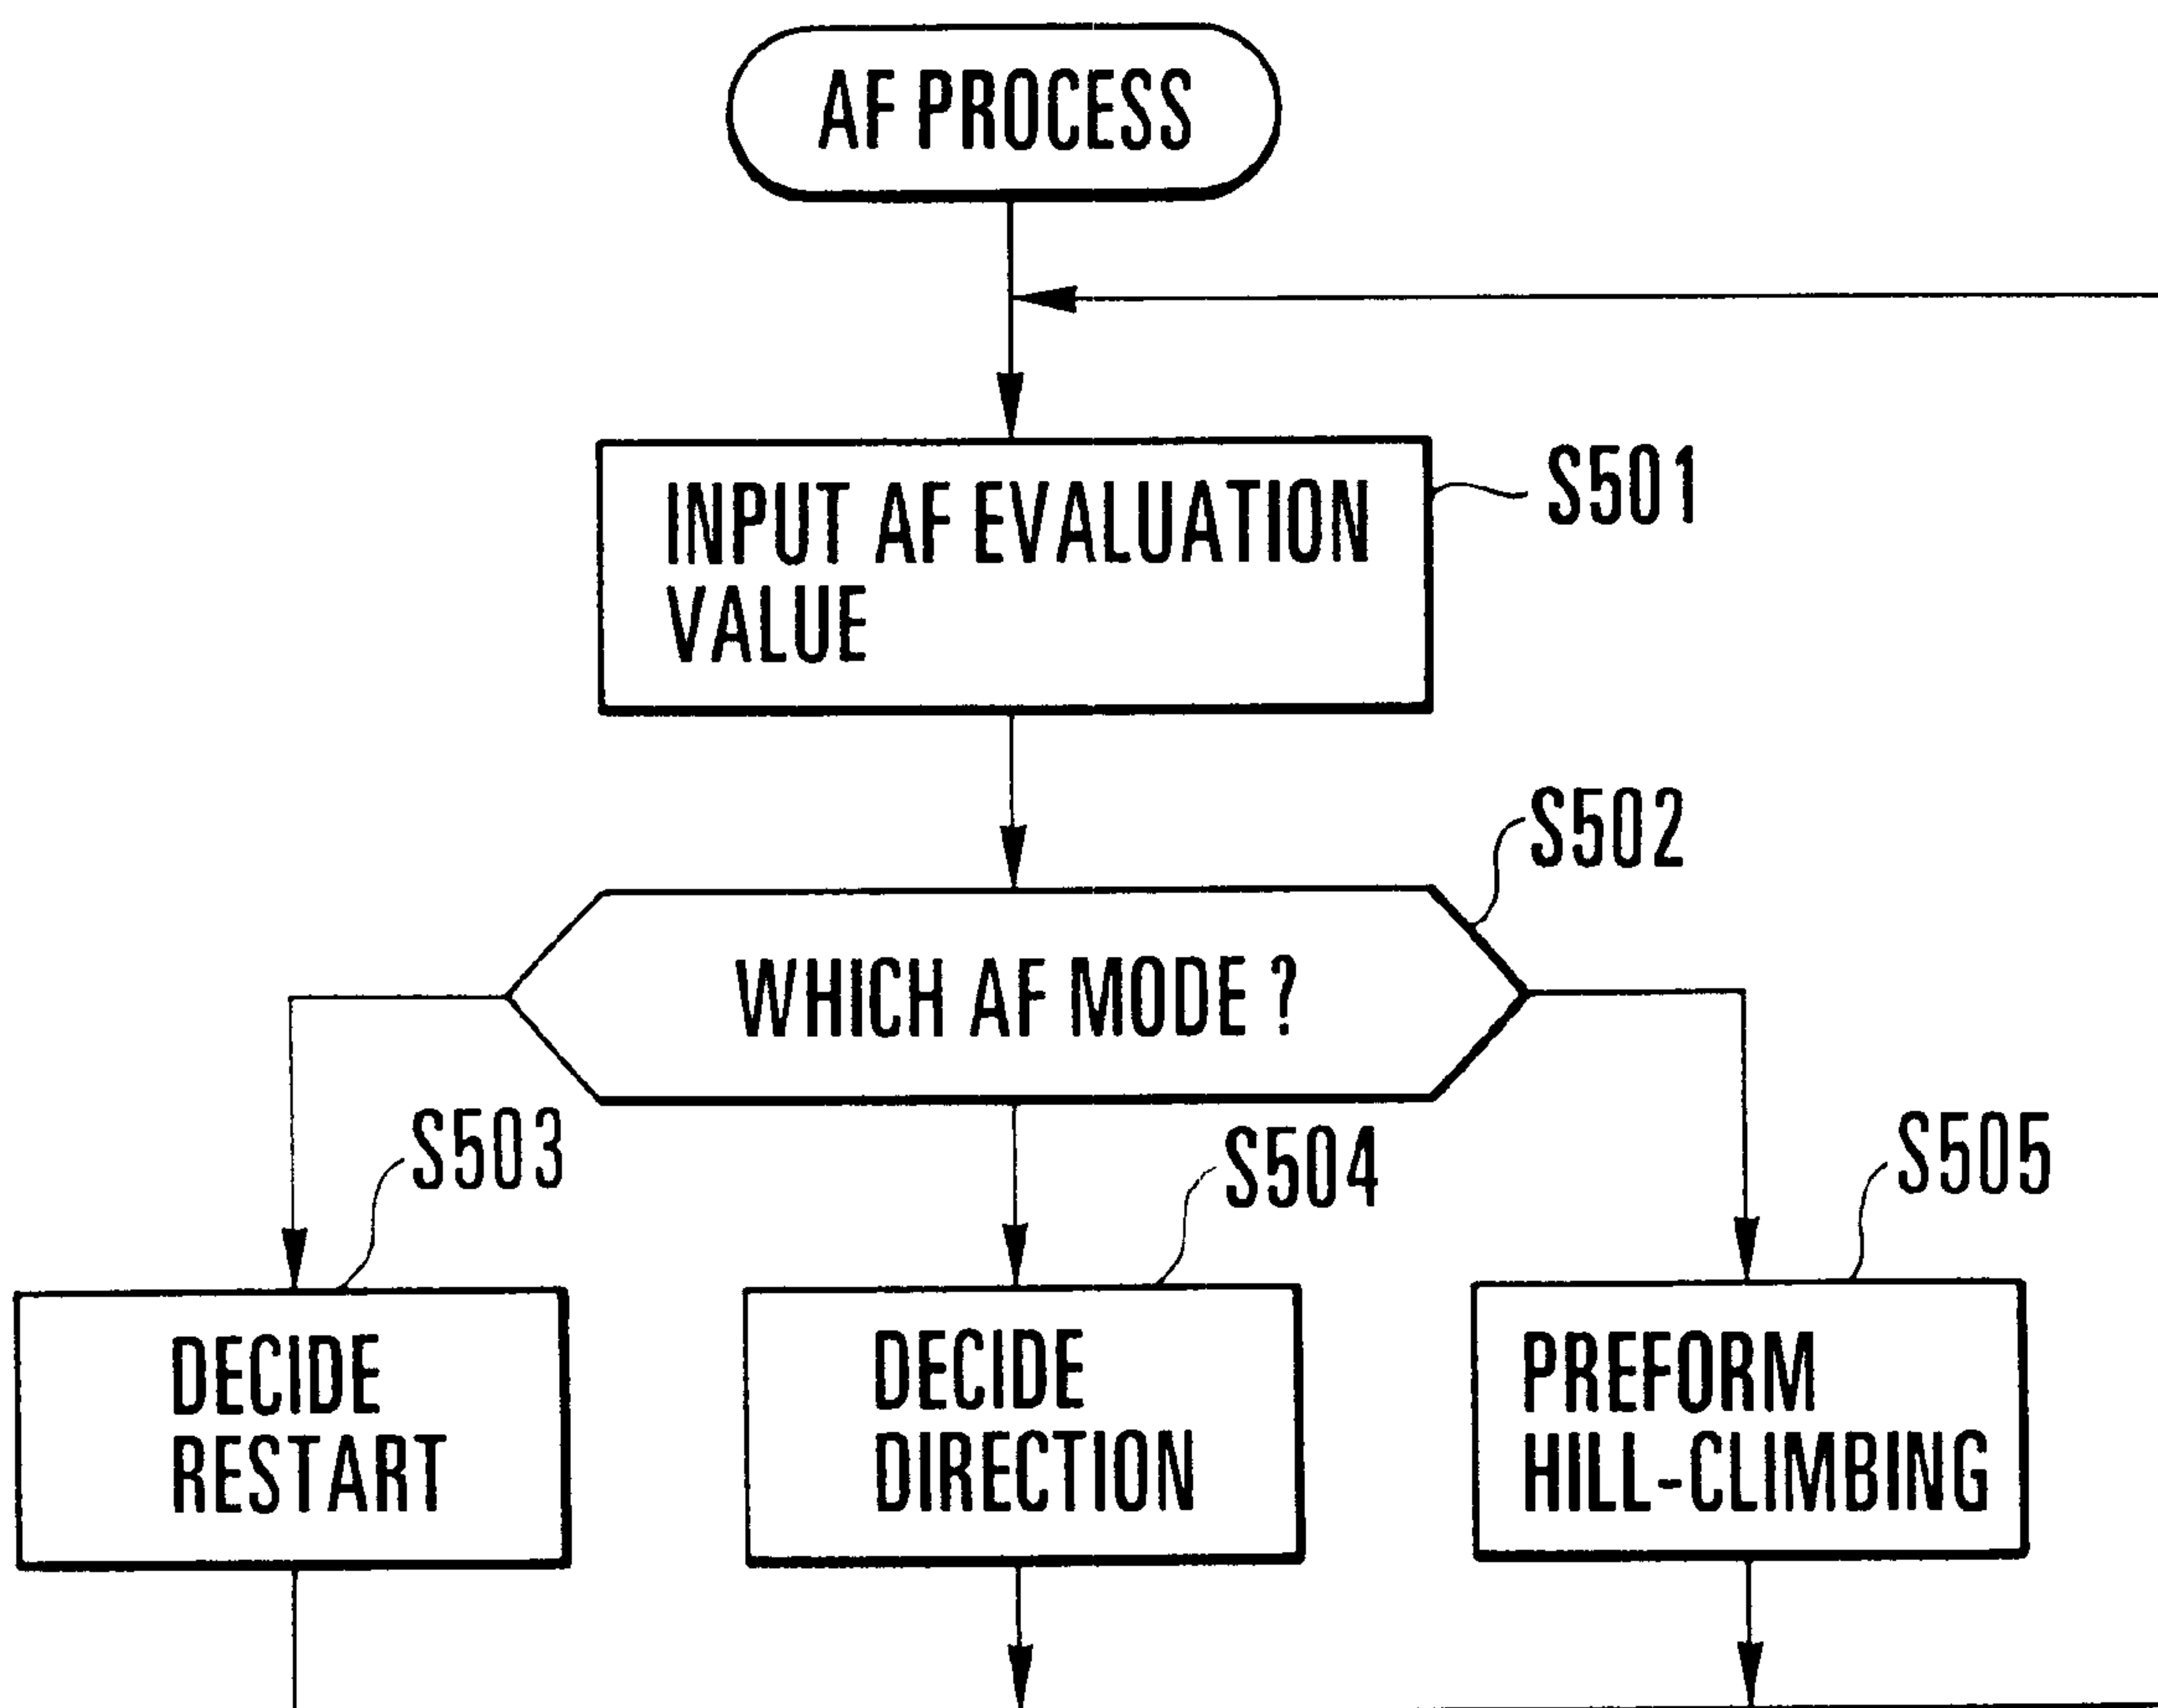 AF PROCESS
INPUT AF EVALUATION
VALUE
S501
S502
WHICH AF MODE ?
S503
S504
S505
DECIDE
RESTART
DECIDE
DIRECTION
PREFORM
HILL-CLIMBING